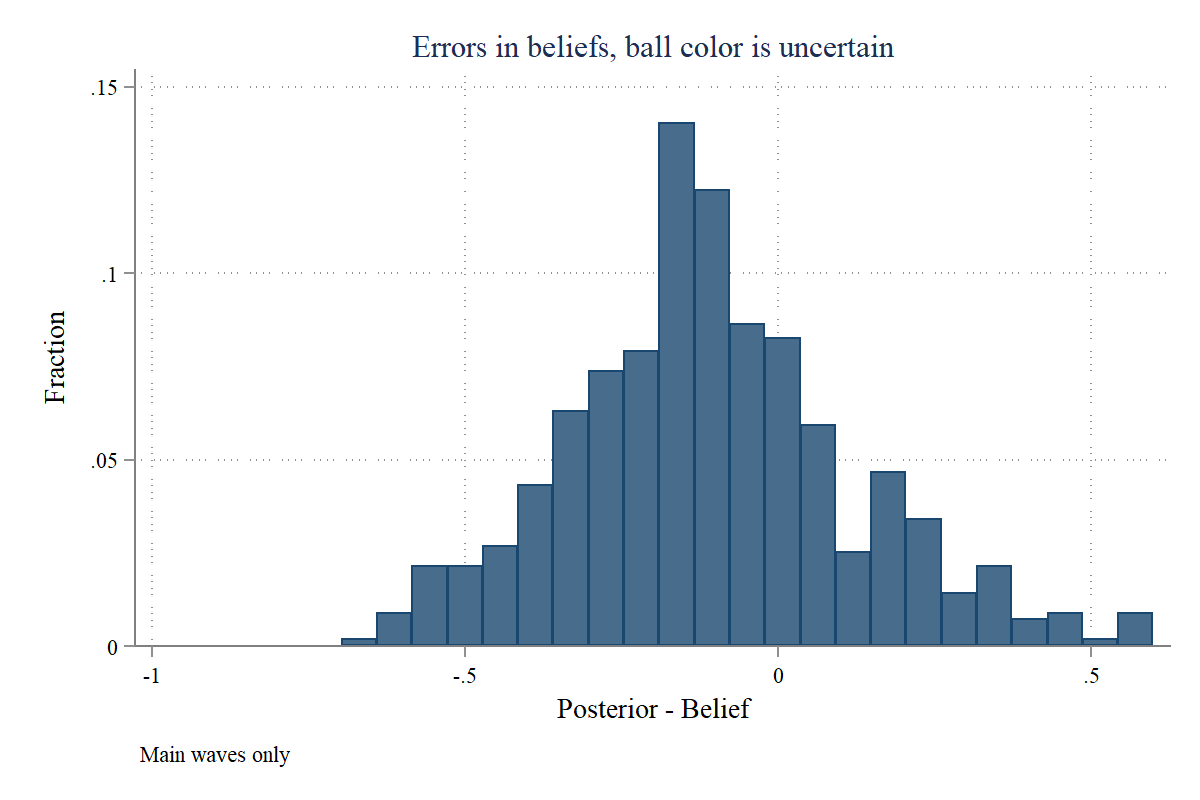 Errors in beliefs, ball color is uncertain
.15
.1
.05
0
Fraction
-1
-.5
0
.5
Posterior - Belief
Main waves only